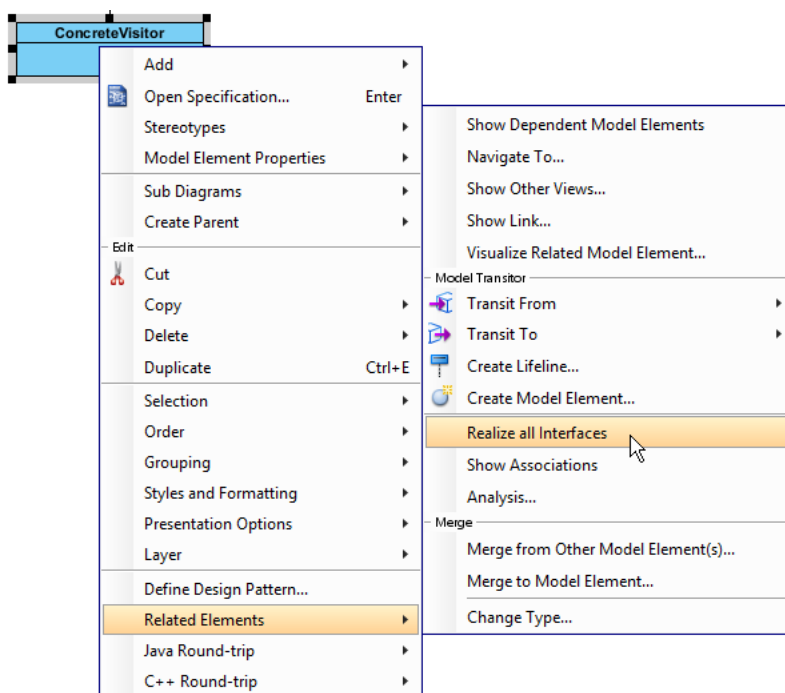 ConcreteVisitor
Add
Open Specification... Enter
Stereotypes
Model Element Properties
Sub Diagrams
Create Parent
Edit
Cut
Copy
Delete
Duplicate Ctrl+E
Selection
Order
Grouping
Styles and Formatting
Presentation Options
Layer
Define Design Pattern...
Related Elements
Java Round-trip
C++ Round-trip
Show Dependent Model Elements
Navigate To...
Show Other Views...
Show Link...
Visualize Related Model Element...
Model Transitor
Transit From
Transit To
Create Lifeline...
Create Model Element...
Realize all Interfaces
Show Associations
Analysis...
Merge
Merge from Other Model Element(s)...
Merge to Model Element...
Change Type...